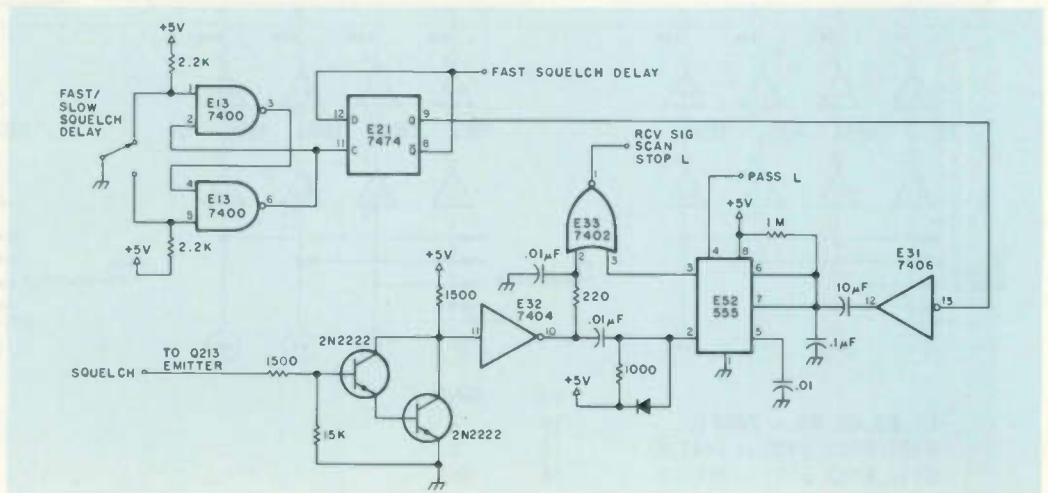 +5V
2.2K
FAST/
SLOW
SQUELCH
DELAY
1
2
E13
7400
3
4
5
E13
7400
6
2.2K
+5V
12
D
11
C
E21
7474
Q
9
Q
8
FAST SQUELCH DELAY
RCV SIG
SCAN
STOP L
1
E33
7402
2
3
PASS L
+5V
1M
4
8
3
6
7
2
5
1
E52
555
10µF
.1µF
.01
E31
7406
12
13
+5V
1500
.01µF
220
E32
7404
11
10
.01µF
1000
+5V
2N2222
2N2222
SQUELCH
TO Q213
EMITTER
1500
15K